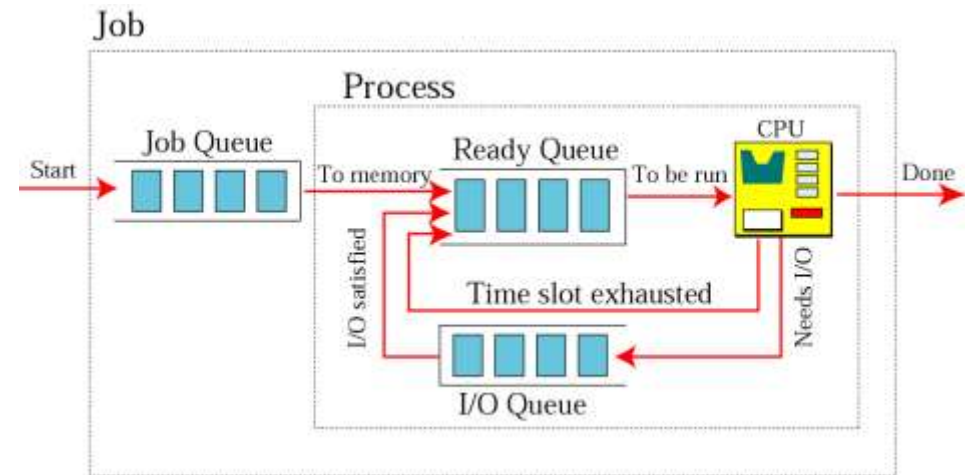 Job
Process
CPU
Job Queue
Ready Queue
Start
To memory
To be run
Done
I/O satisfied
Time slot exhausted
Needs I/O
I/O Queue